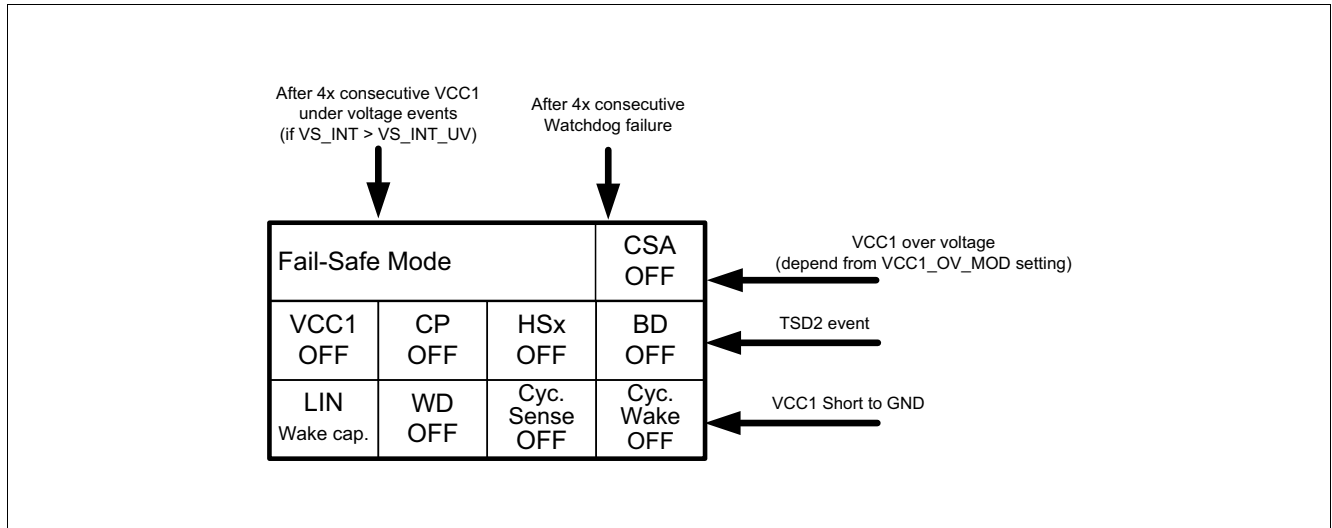 After 4x consecutive VCC1
under voltage events
(if VS_INT > VS_INT_UV)
After 4x consecutive
Watchdog failure
Fail-Safe Mode
CSA
OFF
VCC1 over voltage
(depend from VCC1_OV_MOD setting)
VCC1
OFF
CP
OFF
HSx
OFF
BD
OFF
TSD2 event
LIN
Wake cap.
WD
OFF
Cyc.
Sense
OFF
Cyc.
Wake
OFF
VCC1 Short to GND